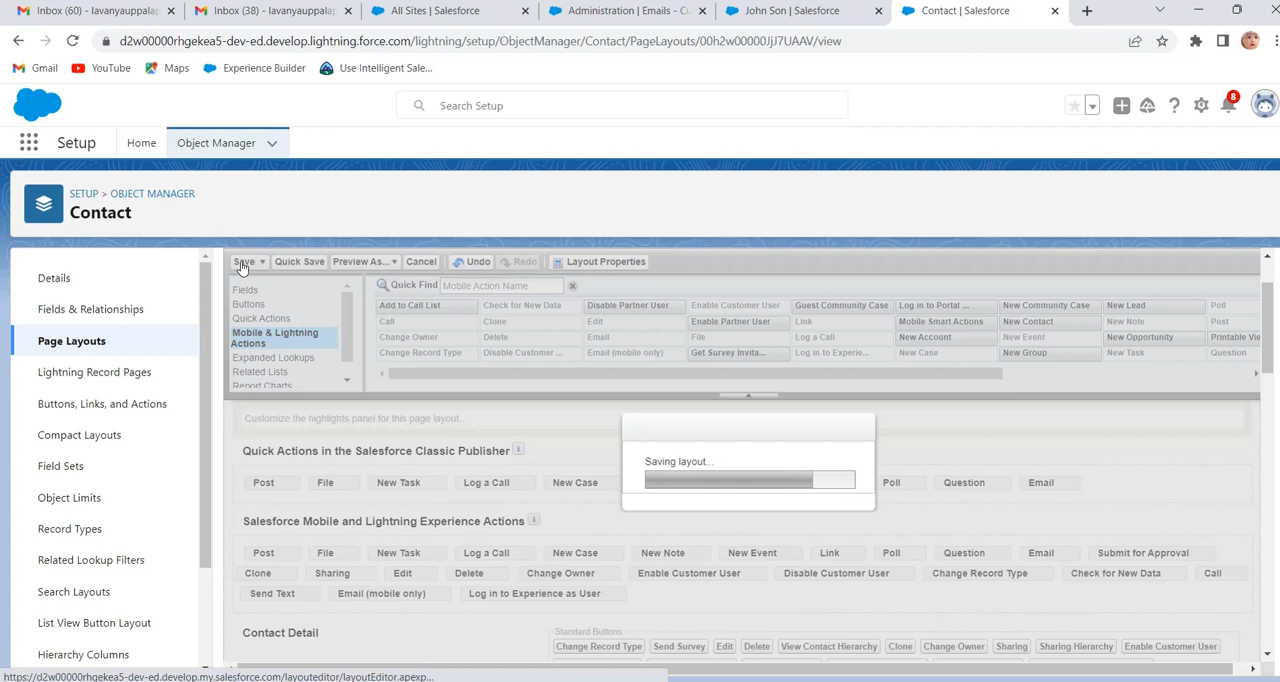 Inbox (60) - lavanyauppalap
Inbox (38) - lavanyauppalap
All Sites | Salesforce
Administration | Emails - Cu
John Son | Salesforce
Contact | Salesforce
d2w00000rhgekea5-dev-ed.develop.lightning.force.com/lightning/setup/ObjectManager/Contact/PageLayouts/00h2w00000JjJ7UAAV/view
Gmail YouTube Maps Experience Builder Use Intelligent Sale...
Search Setup
8
Setup Home Object Manager
SETUP > OBJECT MANAGER
Contact
Details
Fields & Relationships
Page Layouts
Lightning Record Pages
Buttons, Links, and Actions
Compact Layouts
Field Sets
Object Limits
Record Types
Related Lookup Filters
Search Layouts
List View Button Layout
Hierarchy Columns
Save Quick Save Preview As... Cancel Undo Redo Layout Properties
Fields
Buttons
Quick Actions
Mobile & Lightning
Actions
Expanded Lookups
Related Lists
Report Charts
Quick Find Mobile Action Name
Add to Call List Check for New Data Disable Partner User Enable Customer User Guest Community Case Log in to Portal ... New Community Case New Lead Poll
Call Clone Edit Enable Partner User Link Mobile Smart Actions New Contact New Note Post
Change Owner Delete Email File Log a Call New Account New Event New Opportunity Printable Vie
Change Record Type Disable Customer ... Email (mobile only) Get Survey Invita... Log in to Experie... New Case New Group New Task Question
Customize the highlights panel for this page layout...
Quick Actions in the Salesforce Classic Publisher
Post File New Task Log a Call New Case Poll Question Email
Saving layout...
Salesforce Mobile and Lightning Experience Actions
Post File New Task Log a Call New Case New Note New Event Link Poll Question Email Submit for Approval
Clone Sharing Edit Delete Change Owner Enable Customer User Disable Customer User Change Record Type Check for New Data Call
Send Text Email (mobile only) Log in to Experience as User
Contact Detail
Standard Buttons
Change Record Type Send Survey Edit Delete View Contact Hierarchy Clone Change Owner Sharing Sharing Hierarchy Enable Customer User
https://d2w00000rhgekea5-dev-ed.develop.my.salesforce.com/layouteditor/layoutEditor.apexp...